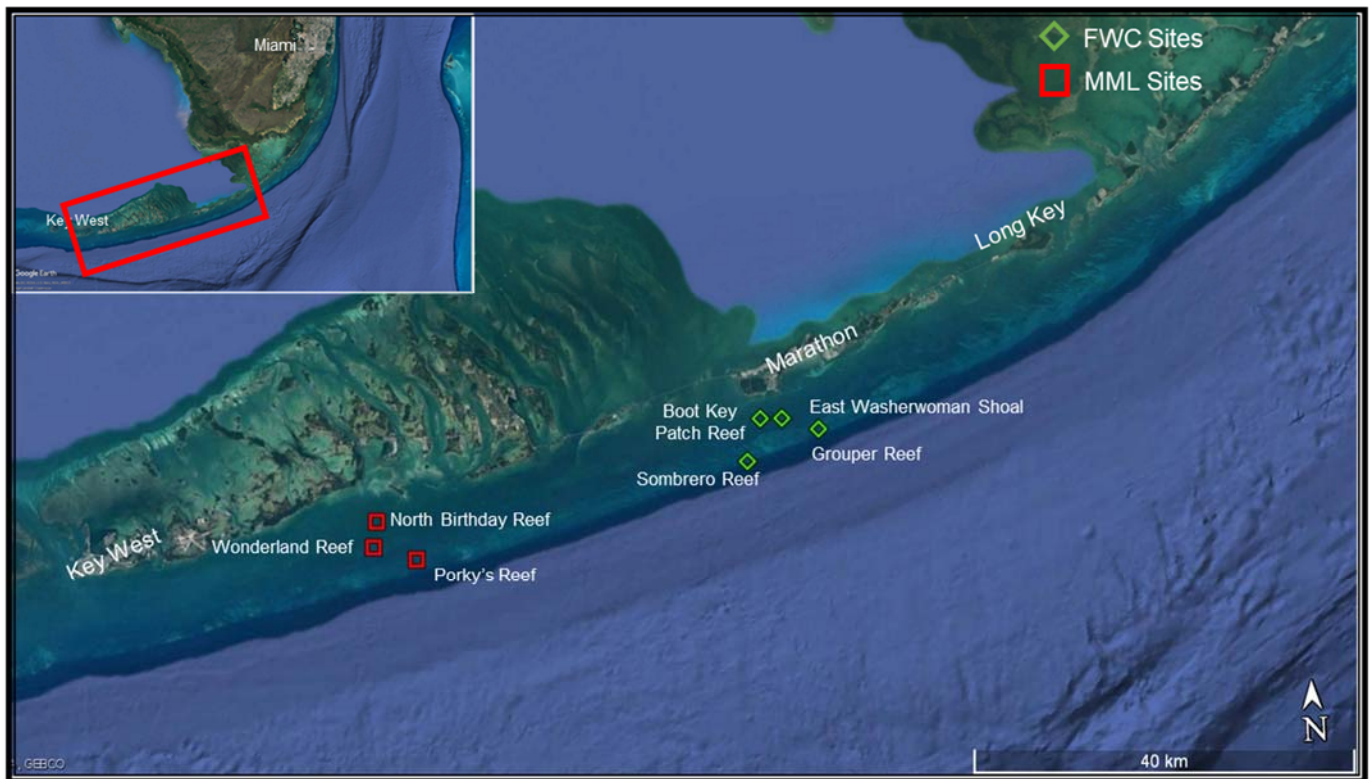 Miami
Key West
Google Earth
FWC Sites
MML Sites
Long Key
Marathon
Boot Key
Patch Reef
East Washerwoman Shoal
Grouper Reef
Sombrero Reef
North Birthday Reef
Wonderland Reef
Porky's Reef
Key West
N
40 km
, GEBCO